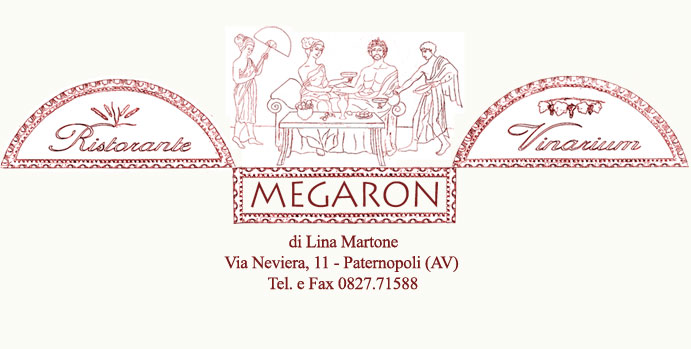 Ristorante
Vinarium
MEGARON
di Lina Martone
Via Neviera, 11 - Paternopoli (AV)
Tel. e Fax 0827.71588